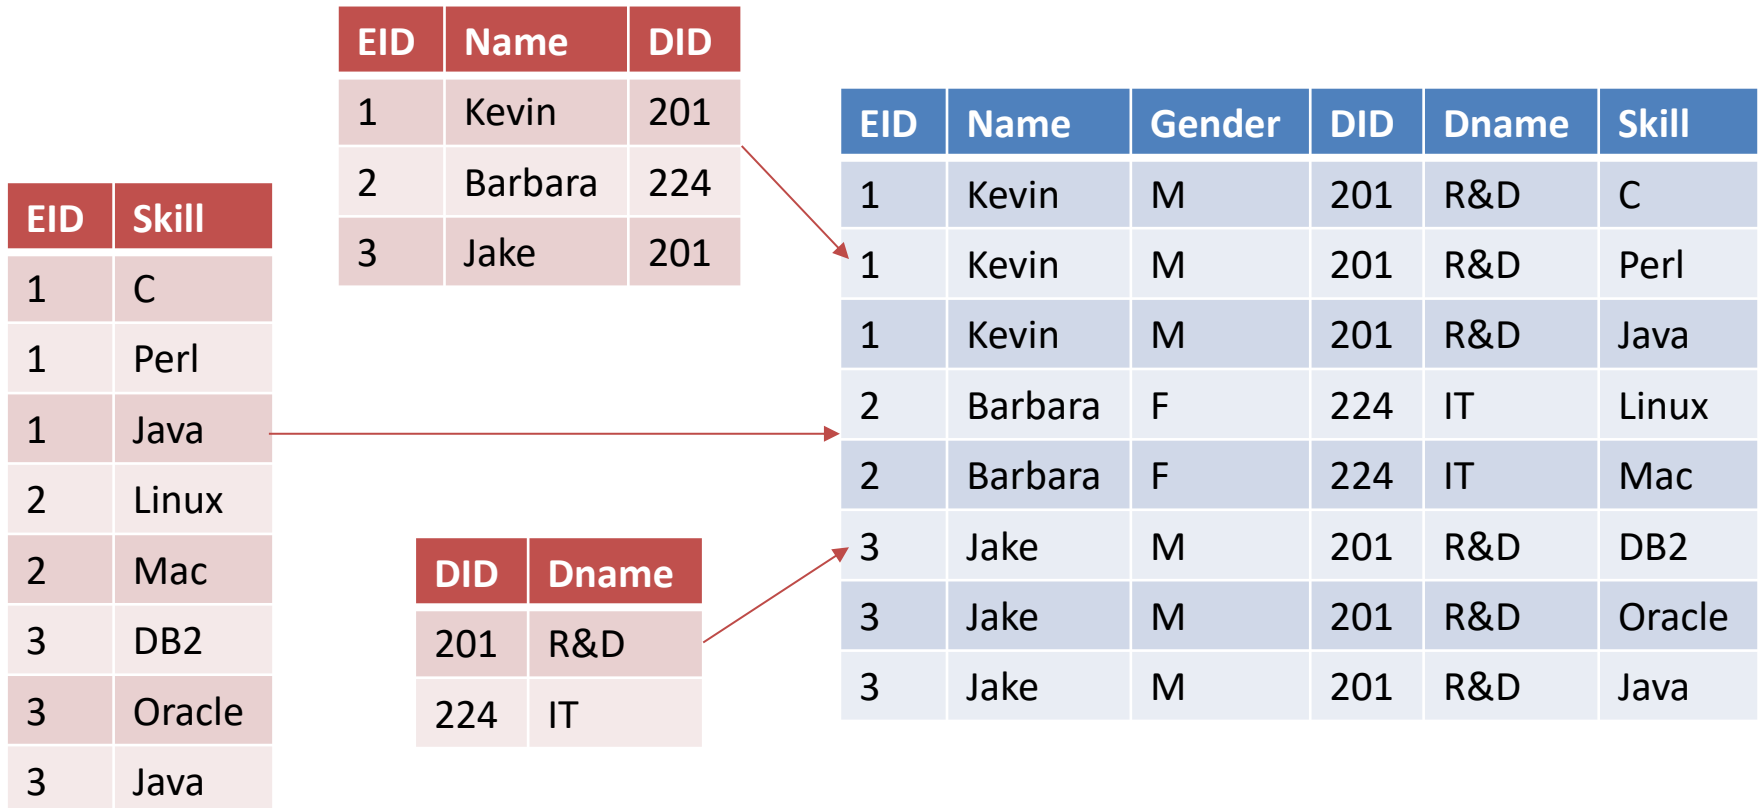 EID Name DID
1 Kevin 201
2 Barbara 224
3 Jake 201
EID Skill
1 C
1 Perl
1 Java
2 Linux
2 Mac
3 DB2
3 Oracle
3 Java
DID Dname
201 R&D
224 IT
EID Name Gender DID Dname Skill
1 Kevin M 201 R&D C
1 Kevin M 201 R&D Perl
1 Kevin M 201 R&D Java
2 Barbara F 224 IT Linux
2 Barbara F 224 IT Mac
3 Jake M 201 R&D DB2
3 Jake M 201 R&D Oracle
3 Jake M 201 R&D Java